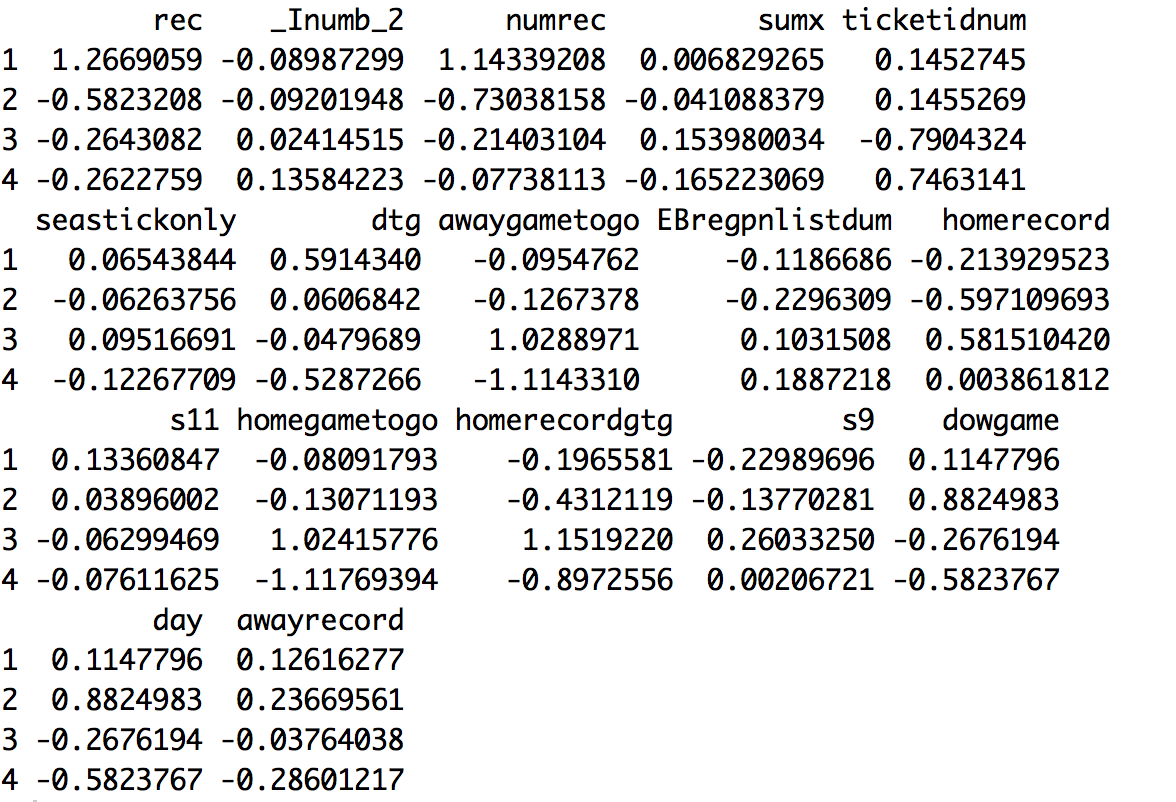 rec _Inumb_2 numrec sumx ticketidnum
1 1.2669059 -0.08987299 1.14339208 0.006829265 0.1452745
2 -0.5823208 -0.09201948 -0.73038158 -0.041088379 0.1455269
3 -0.2643082 0.02414515 -0.21403104 0.153980034 -0.7904324
4 -0.2622759 0.13584223 -0.07738113 -0.165223069 0.7463141
seastickonly dtg awaygametogo EBregpnlistdum homerecord
1 0.06543844 0.5914340 -0.0954762 -0.1186686 -0.213929523
2 -0.06263756 0.0606842 -0.1267378 -0.2296309 -0.597109693
3 0.09516691 -0.0479689 1.0288971 0.1031508 0.581510420
4 -0.12267709 -0.5287266 -1.1143310 0.1887218 0.003861812
s11 homegametogo homerecordgtg s9 dowgame
1 0.13360847 -0.08091793 -0.1965581 -0.22989696 0.1147796
2 0.03896002 -0.13071193 -0.4312119 -0.13770281 0.8824983
3 -0.06299469 1.02415776 1.1519220 0.26033250 -0.2676194
4 -0.07611625 -1.11769394 -0.8972556 0.00206721 -0.5823767
day awayrecord
1 0.1147796 0.12616277
2 0.8824983 0.23669561
3 -0.2676194 -0.03764038
4 -0.5823767 -0.28601217